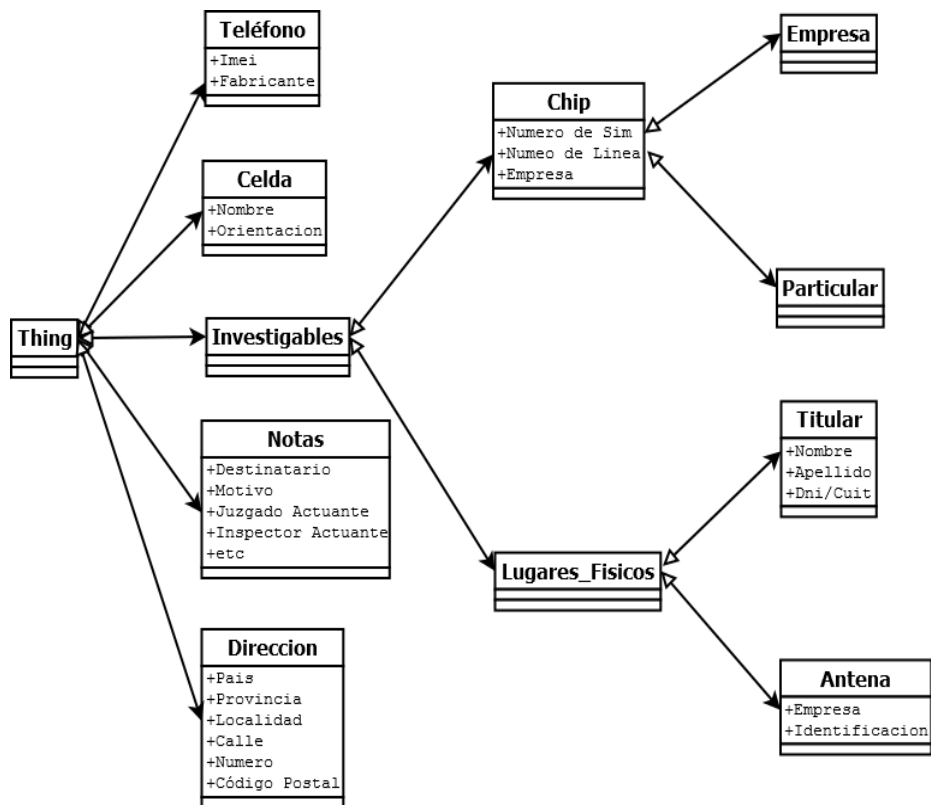 Teléfono
+Imei
+Fabricante
Celda
+Nombre
+Orientacion
Thing
Investigables
Notas
+Destinatario
+Motivo
+Juzgado Actuante
+Inspector Actuante
+etc
Direccion
+Pais
+Provincia
+Localidad
+Calle
+Numero
+Código Postal
Chip
+Numero de Sim
+Numeo de Linea
+Empresa
Lugares_Fisicos
Empresa
Particular
Titular
+Nombre
+Apellido
+Dni/Cuit
Antena
+Empresa
+Identificacion